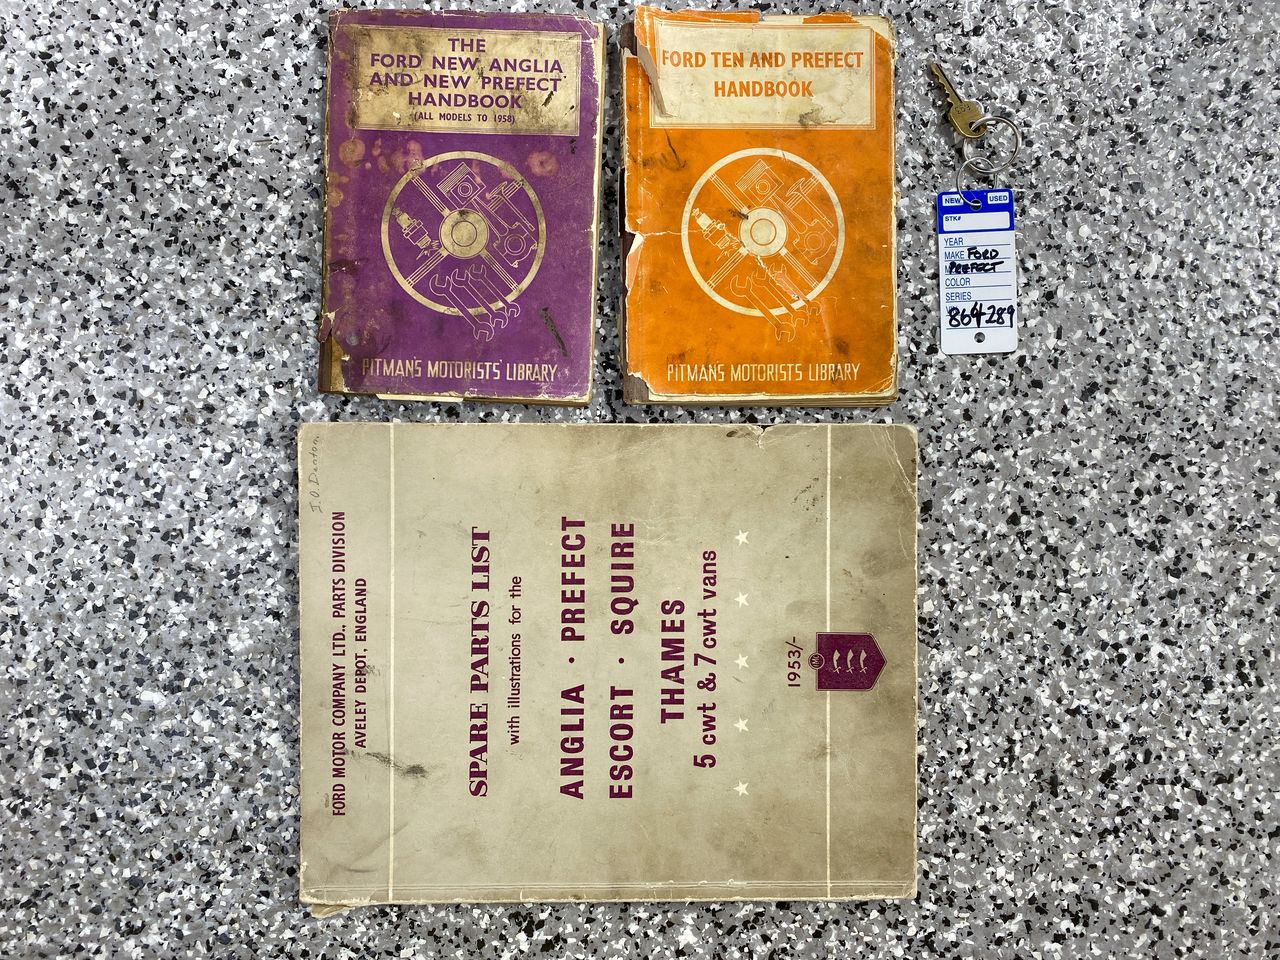 THE
FORD NEW ANGLIA
AND NEW PREFECT
HANDBOOK
(ALL MODELS TO 1958)
PITMAN'S MOTORISTS' LIBRARY
FORD TEN AND PREFECT
HANDBOOK
PITMAN'S MOTORISTS LIBRARY
NEW USED
STK#
YEAR
MAKE FORD
PREFECT
COLOR
SERIES
864289
J.O. Denton.
FORD MOTOR COMPANY LTD., PARTS DIVISION
AVELEY DEPOT, ENGLAND
SPARE PARTS LIST
with illustrations for the
ANGLIA · PREFECT
ESCORT · SQUIRE
THAMES
5 cwt & 7 cwt vans
1953/-